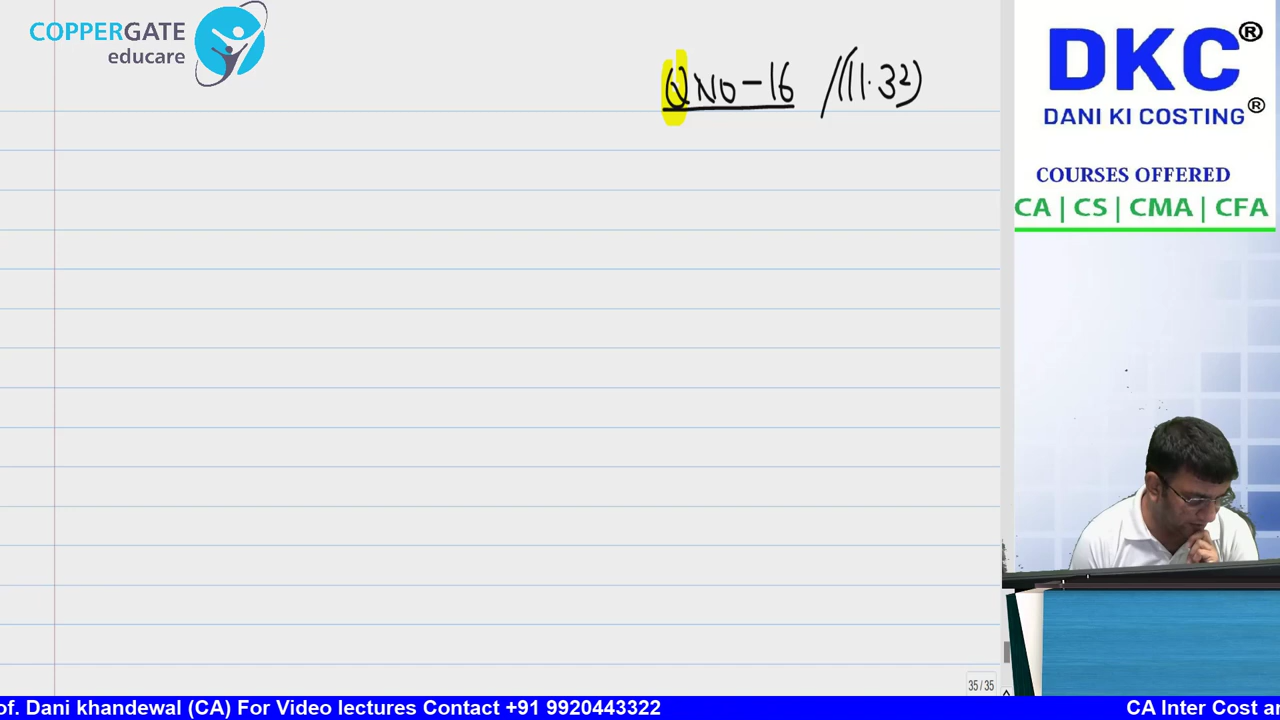 COPPERGATE
educare
QNO-16 /(11.32)
DKC®
DANI KI COSTING®
COURSES OFFERED
CA | CS | CMA | CFA
35/35
of. Dani khandewal (CA) For Video lectures Contact +91 9920443322
CA Inter Cost ar